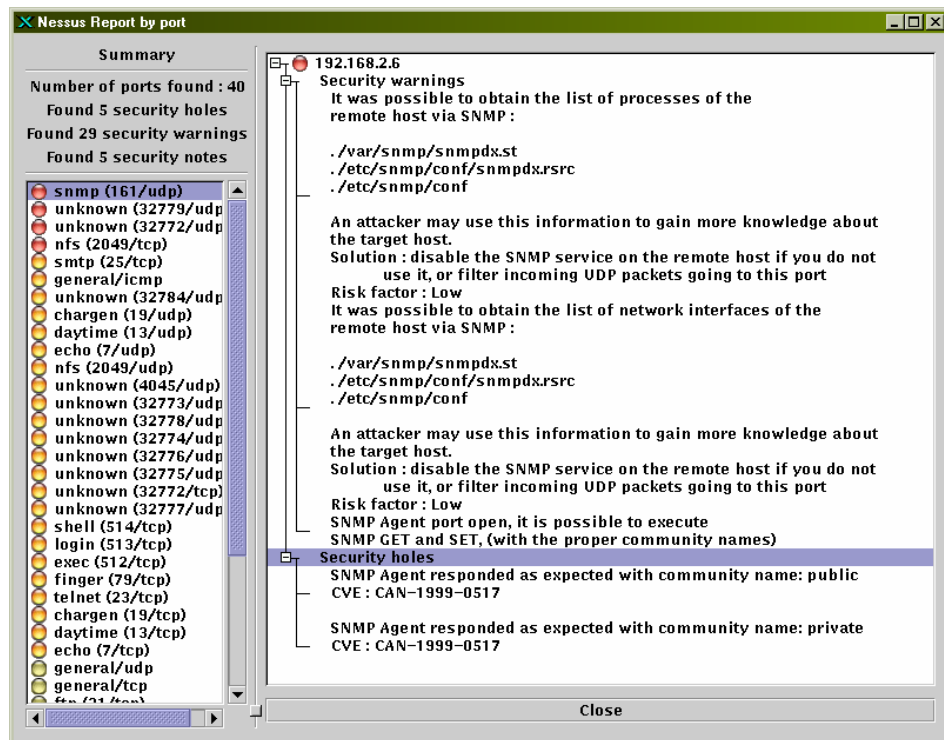 Nessus Report by port
Summary
Number of ports found : 40
Found 5 security holes
Found 29 security warnings
Found 5 security notes
snmp (161/udp)
unknown (32779/udp
unknown (32772/udp
nfs (2049/tcp)
smtp (25/tcp)
general/icmp
unknown (32784/udp
chargen (19/udp)
daytime (13/udp)
echo (7/udp)
nfs (2049/udp)
unknown (4045/udp)
unknown (32773/udp
unknown (32778/udp
unknown (32774/udp
unknown (32776/udp
unknown (32775/udp
unknown (32772/tcp)
unknown (32777/udp
shell (514/tcp)
login (513/tcp)
exec (512/tcp)
finger (79/tcp)
telnet (23/tcp)
chargen (19/tcp)
daytime (13/tcp)
echo (7/tcp)
general/udp
general/tcp
ftp (21/tcp)
192.168.2.6
Security warnings
It was possible to obtain the list of processes of the
remote host via SNMP :
./var/snmp/snmpdx.st
./etc/snmp/conf/snmpdx.rsrc
./etc/snmp/conf
An attacker may use this information to gain more knowledge about
the target host.
Solution : disable the SNMP service on the remote host if you do not
use it, or filter incoming UDP packets going to this port
Risk factor : Low
It was possible to obtain the list of network interfaces of the
remote host via SNMP :
./var/snmp/snmpdx.st
./etc/snmp/conf/snmpdx.rsrc
./etc/snmp/conf
An attacker may use this information to gain more knowledge about
the target host.
Solution : disable the SNMP service on the remote host if you do not
use it, or filter incoming UDP packets going to this port
Risk factor : Low
SNMP Agent port open, it is possible to execute
SNMP GET and SET, (with the proper community names)
Security holes
SNMP Agent responded as expected with community name: public
CVE : CAN-1999-0517
SNMP Agent responded as expected with community name: private
CVE : CAN-1999-0517
Close